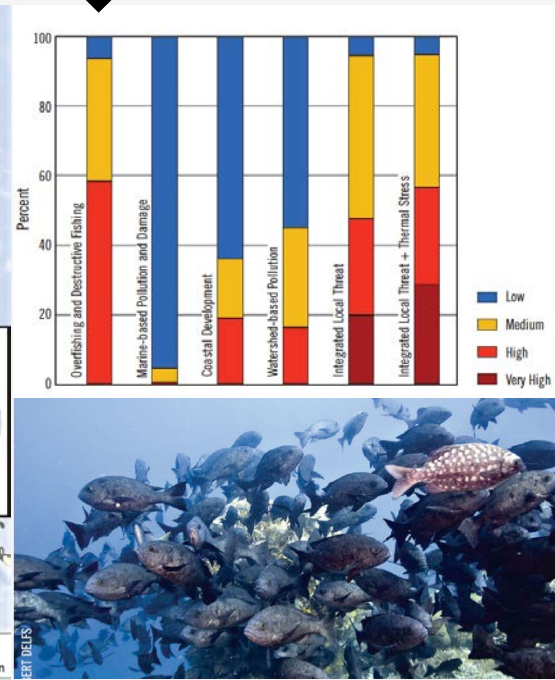 100
80
60
40
20
0
Percent
Overfishing and Destructive Fishing
Marine-based Pollution and Damage
Coastal Development
Watershed-based Pollution
Integrated Local Threat
Integrated Local Threat + Thermal Stress
Low
Medium
High
Very High
ERT DELFS
n